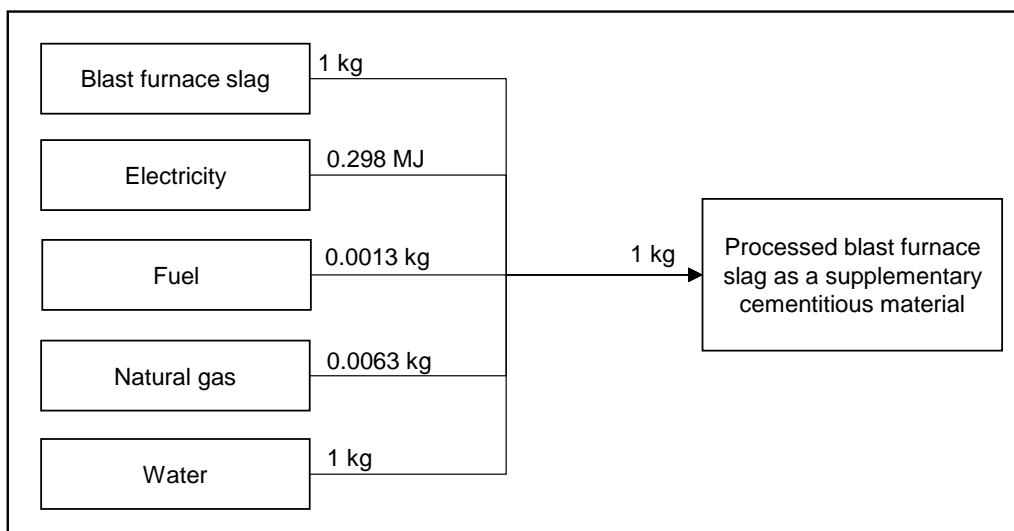 Blast furnace slag
1 kg
Electricity
0.298 MJ
Fuel
0.0013 kg
Natural gas
0.0063 kg
Water
1 kg
1 kg
Processed blast furnace
slag as a supplementary
cementitious material